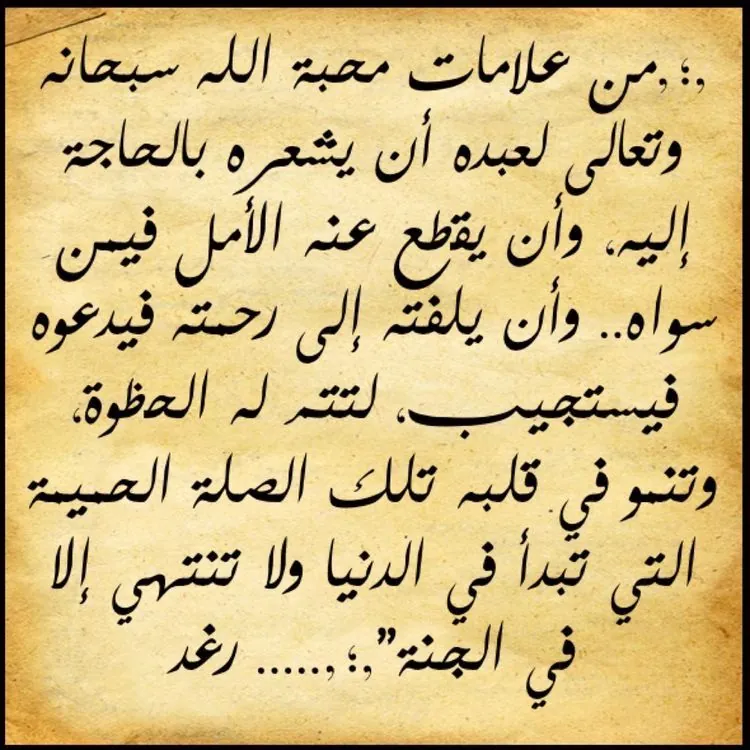 ,؛,من علامات محبة الله سبحانه
وتعالى لعبده أن يشعره بالحاجة
إليه، وأن يقطع عنه الأمل فيمن
سواه.. وأن يلفته إلى رحمته فيدعوه
فيستجيب، لتتم له الحظوة،
وتنمو في قلبه تلك الصلة الحميمة
التي تبدأ في الدنيا ولا تنتهي إلا
في الجنة”,؛,..... رغد